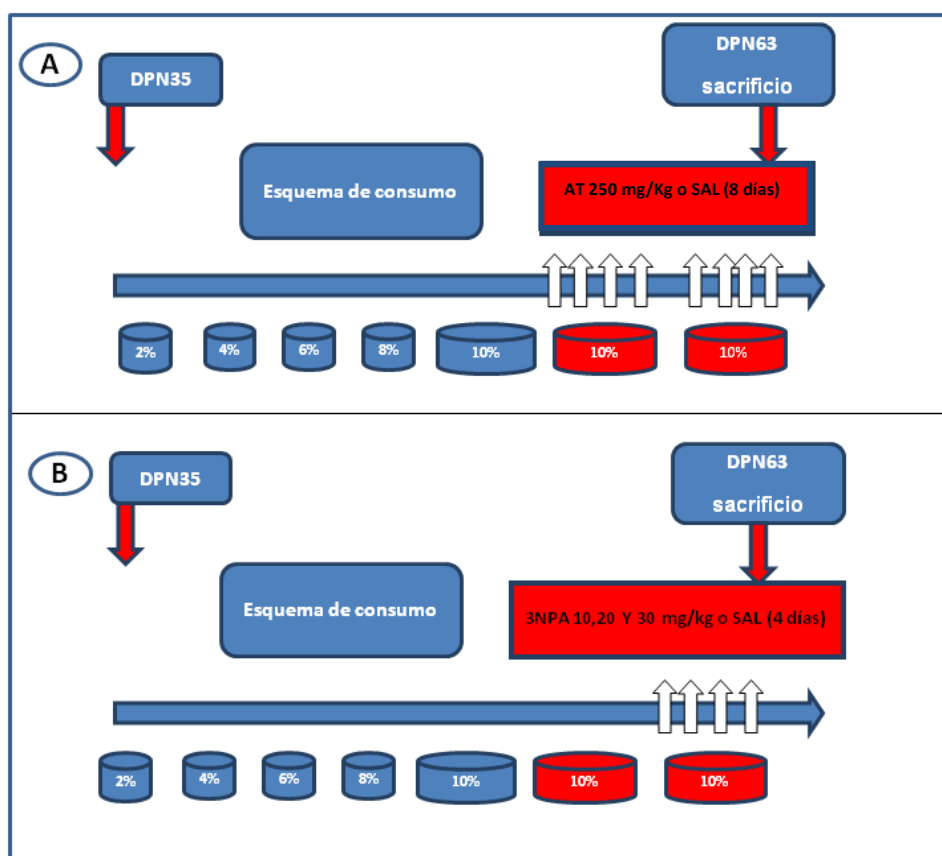 A
DPN35
DPN63
sacrificio
Esquema de consumo
AT 250 mg/Kg o SAL (8 días)
2%
4%
6%
8%
10%
10%
10%
B
DPN35
DPN63
sacrificio
Esquema de consumo
3NPA 10,20 Y 30 mg/kg o SAL (4 días)
2%
4%
6%
8%
10%
10%
10%